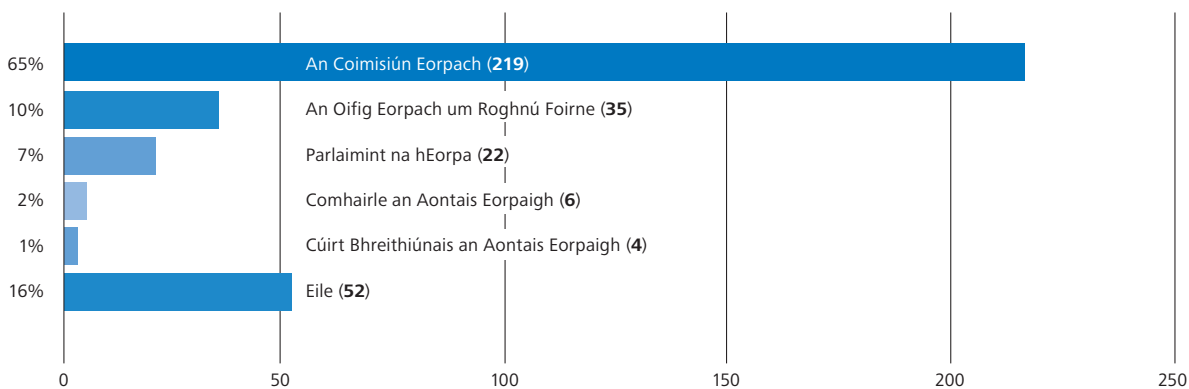 65% An Coimisiún Eorpach (219)
10% An Oifig Eorpach um Roghnú Foirne (35)
7% Parlaimint na hEorpa (22)
2% Comhairle an Aontais Eorpaigh (6)
1% Cúirt Bhreithiúnais an Aontais Eorpaigh (4)
16% Eile (52)
0 50 100 150 200 250